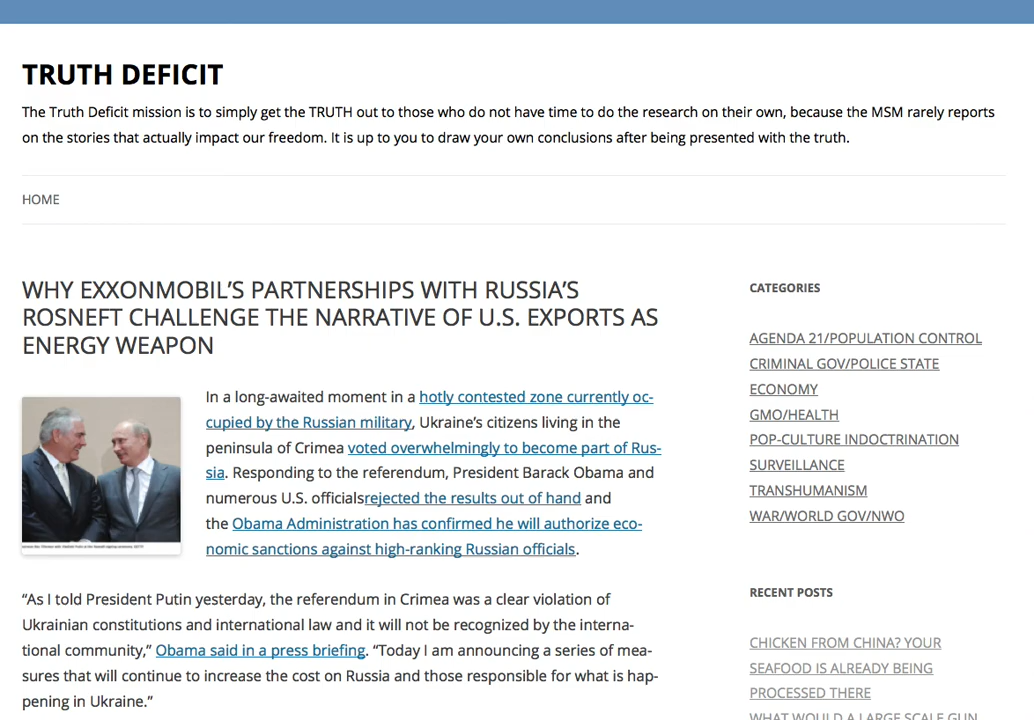 TRUTH DEFICIT
The Truth Deficit mission is to simply get the TRUTH out to those who do not have time to do the research on their own, because the MSM rarely reports
on the stories that actually impact our freedom. It is up to you to draw your own conclusions after being presented with the truth.
HOME
WHY EXXONMOBIL’S PARTNERSHIPS WITH RUSSIA’S
ROSNEFT CHALLENGE THE NARRATIVE OF U.S. EXPORTS AS
ENERGY WEAPON
In a long-awaited moment in a hotly contested zone currently oc-
cupied by the Russian military, Ukraine’s citizens living in the
peninsula of Crimea voted overwhelmingly to become part of Rus-
sia. Responding to the referendum, President Barack Obama and
numerous U.S. officialsrejected the results out of hand and
the Obama Administration has confirmed he will authorize eco-
nomic sanctions against high-ranking Russian officials.
“As I told President Putin yesterday, the referendum in Crimea was a clear violation of
Ukrainian constitutions and international law and it will not be recognized by the interna-
tional community,” Obama said in a press briefing. “Today I am announcing a series of mea-
sures that will continue to increase the cost on Russia and those responsible for what is hap-
pening in Ukraine.”
CATEGORIES
AGENDA 21/POPULATION CONTROL
CRIMINAL GOV/POLICE STATE
ECONOMY
GMO/HEALTH
POP-CULTURE INDOCTRINATION
SURVEILLANCE
TRANSHUMANISM
WAR/WORLD GOV/NWO
RECENT POSTS
CHICKEN FROM CHINA? YOUR
SEAFOOD IS ALREADY BEING
PROCESSED THERE
WHAT WOULD A LARGE SCALE GUN